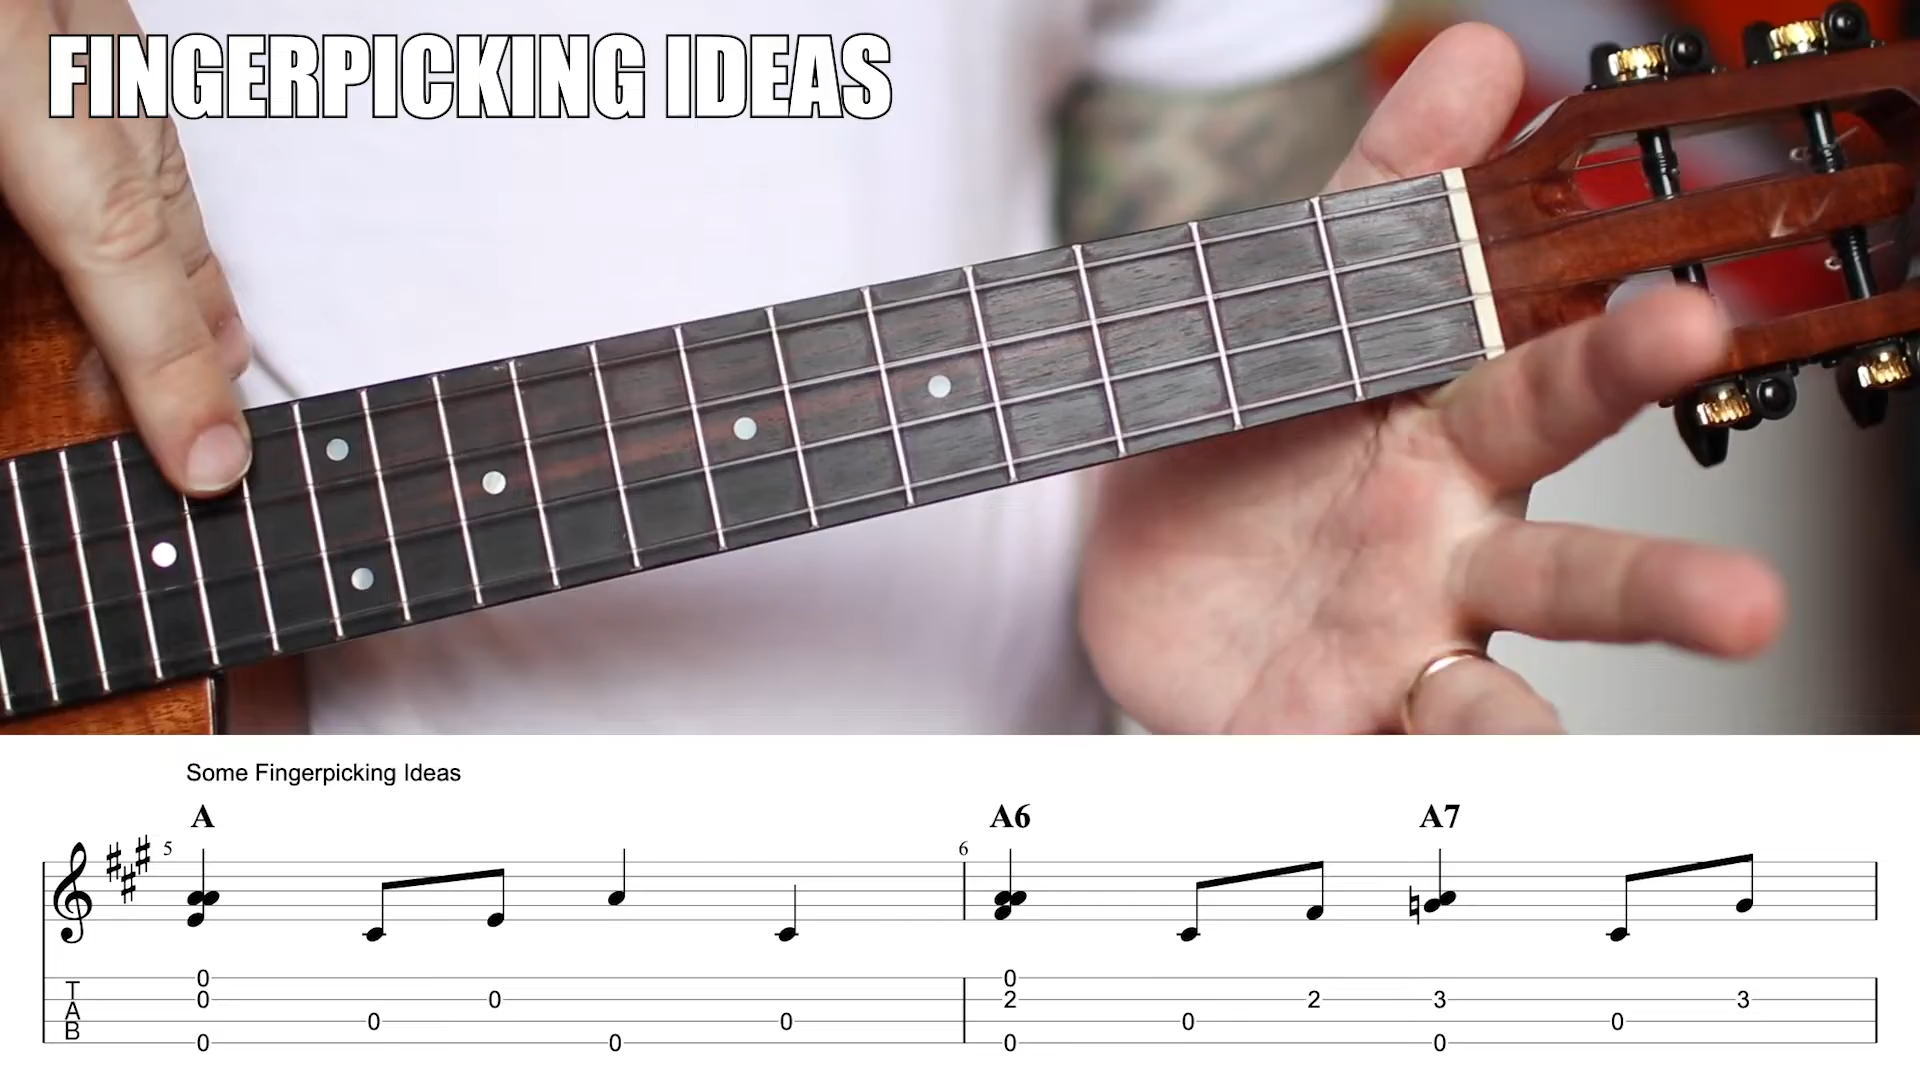 FINGERPICKING IDEAS
Some Fingerpicking Ideas
A A6 A7
5 6
0 0
T 0 0 2 2 3 3
A 0 0 0 0
B 0 0 0 0